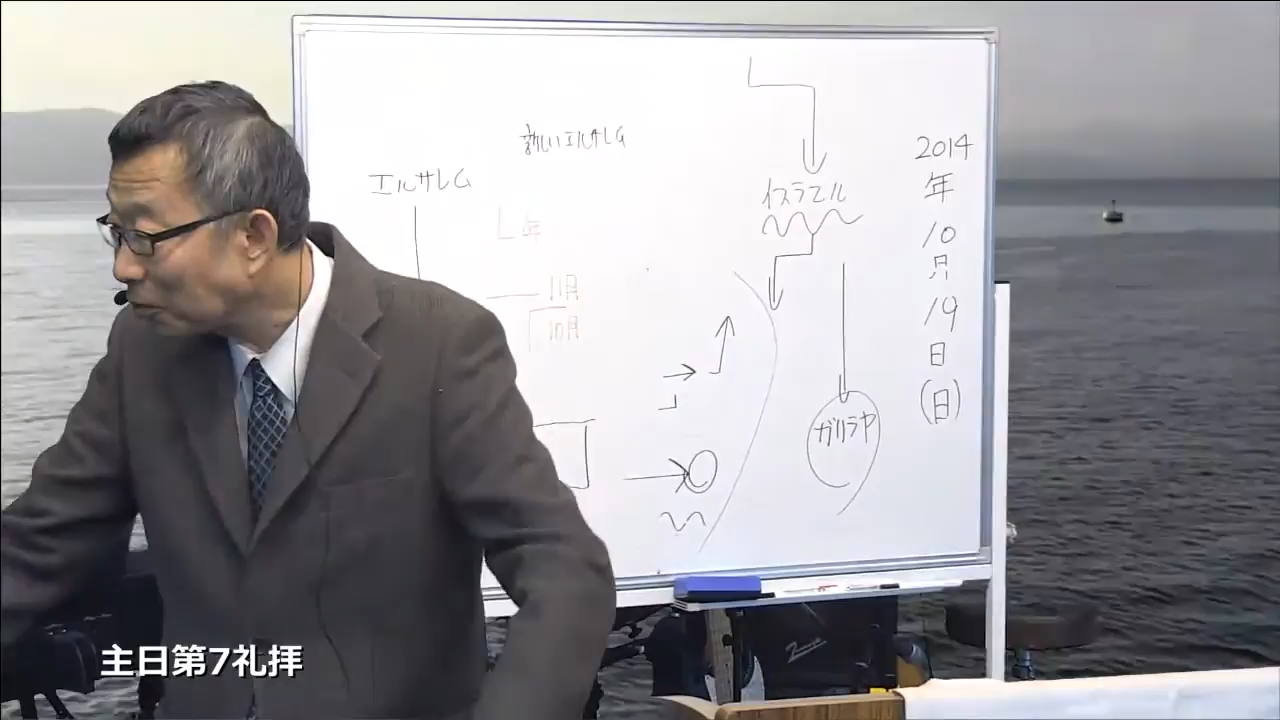 新しいエルサレム
エルサレム
年
11月
10月
イスラエル
ガリラヤ
2014
年
10
月
19
日
(日)
主日第7礼拝